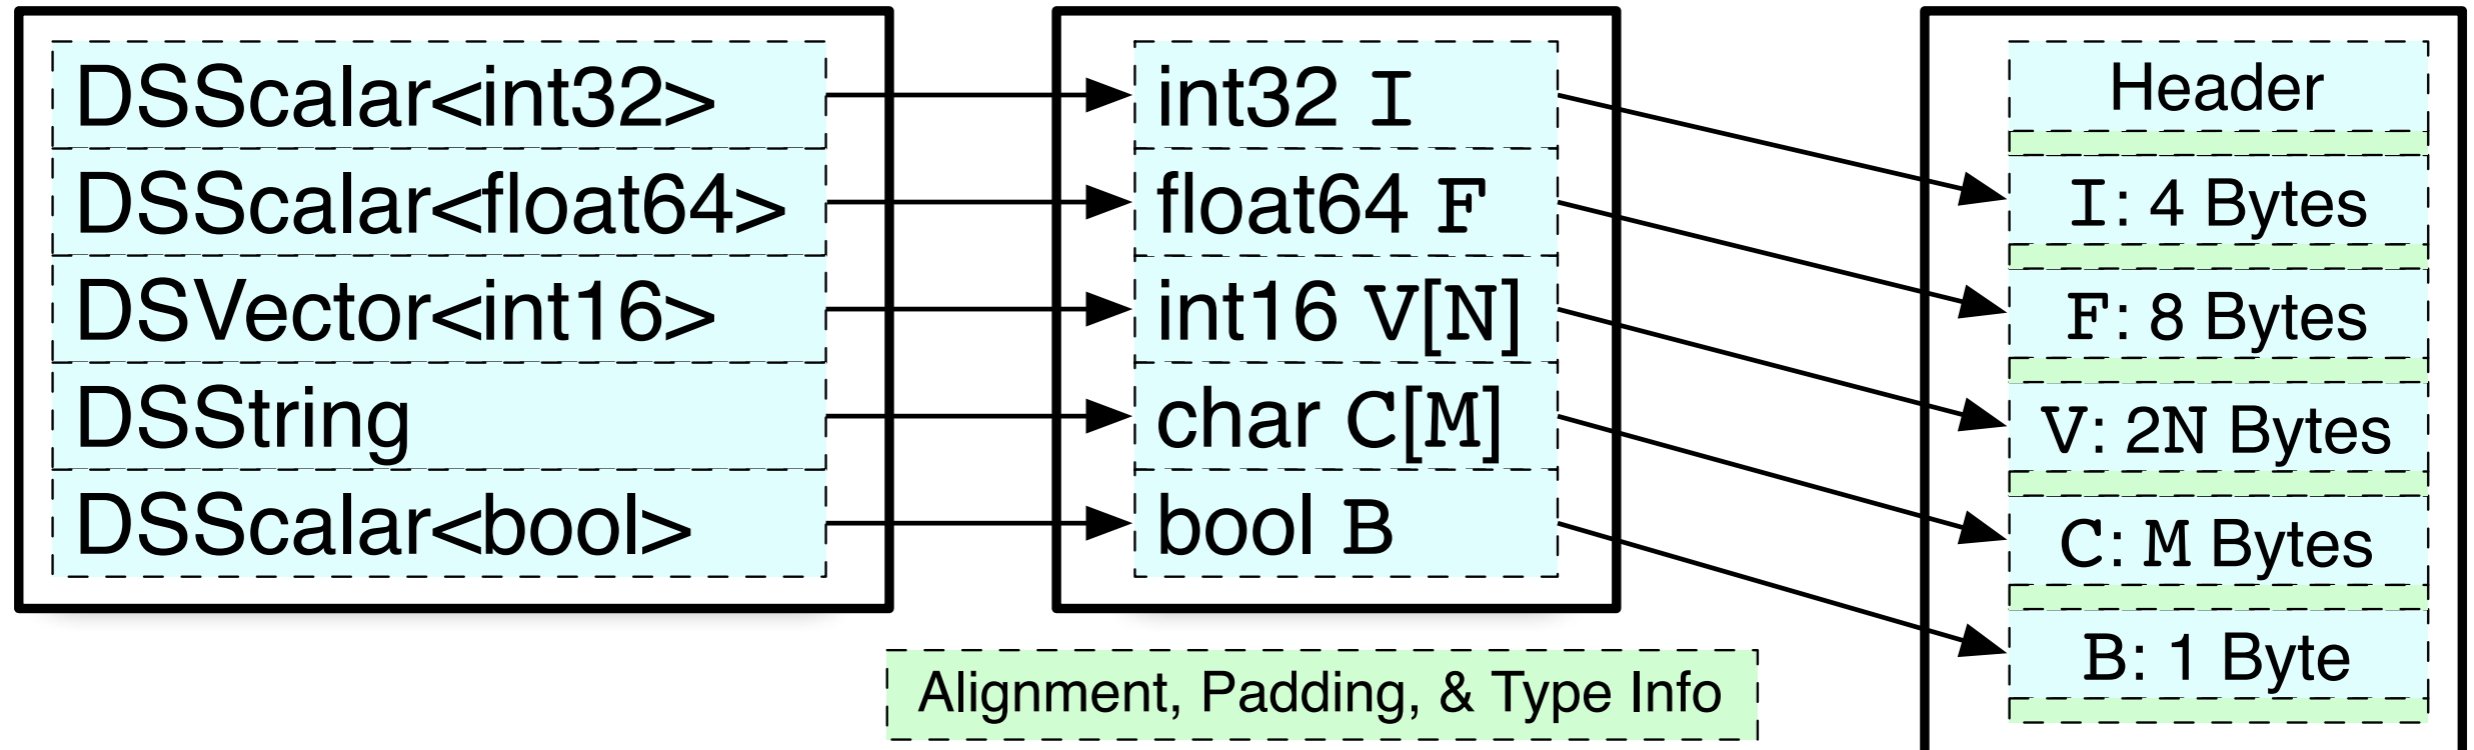 DSScalar<int32>
DSScalar<float64>
DSVector<int16>
DSString
DSScalar<bool>
int32 I
float64 F
int16 V[N]
char C[M]
bool B
Header
I: 4 Bytes
F: 8 Bytes
V: 2N Bytes
C: M Bytes
B: 1 Byte
Alignment, Padding, & Type Info